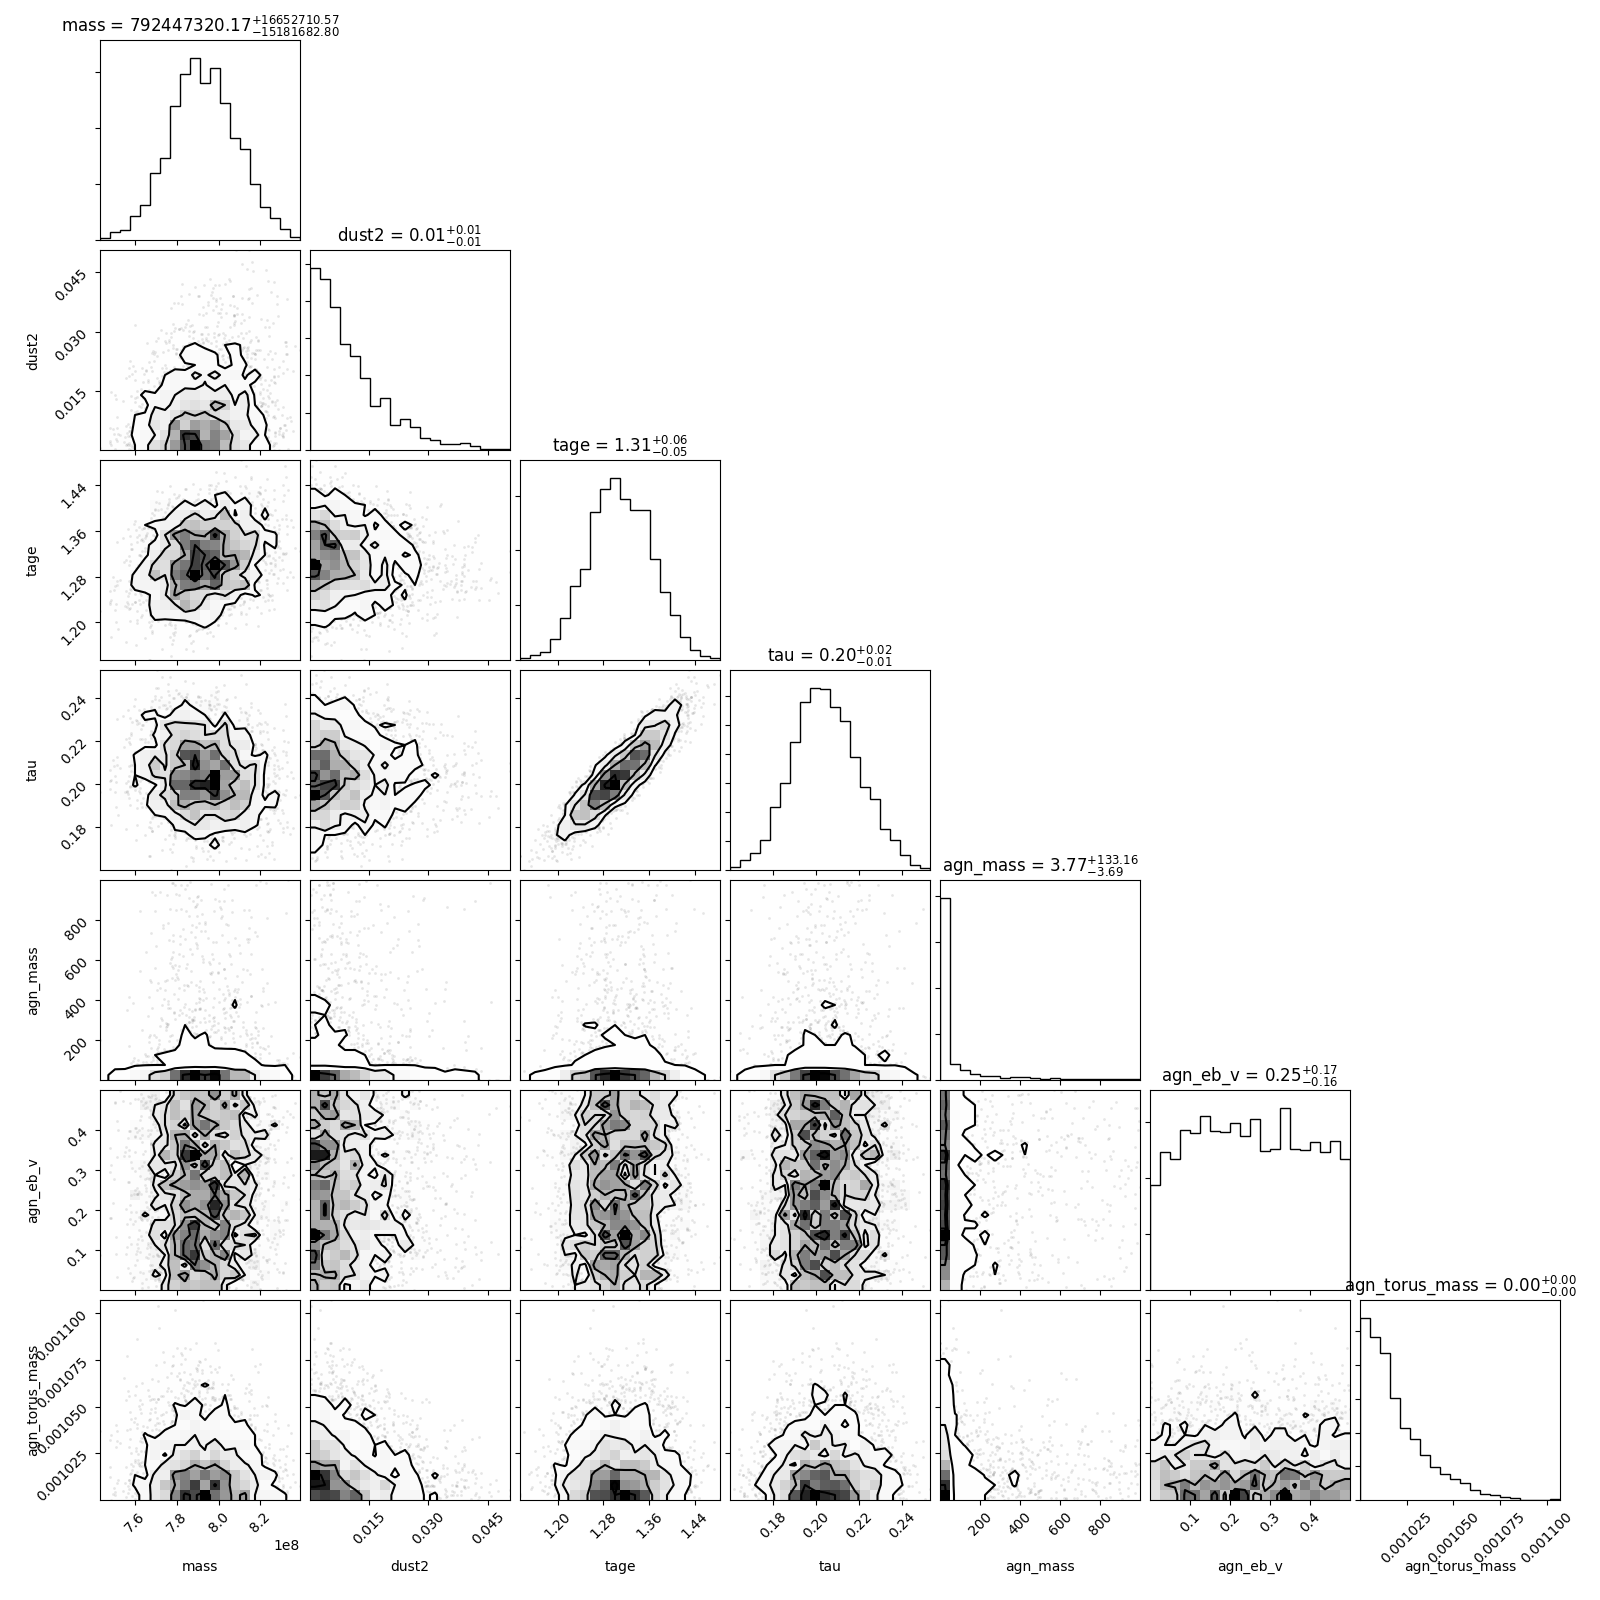 mass = 792447320.17+16652710.57−15181682.80
dust2 = 0.01+0.01−0.01
0.045
0.030
0.015
dust2
tage = 1.31+0.06−0.05
1.44
1.36
1.28
1.20
tage
tau = 0.20+0.02−0.01
0.24
0.22
0.20
0.18
tau
agn_mass = 3.77+133.16−3.69
800
600
400
200
agn_mass
agn_eb_v = 0.25+0.17−0.16
0.4
0.3
0.2
0.1
agn_eb_v
agn_torus_mass = 0.00+0.00−0.00
0.001100
0.001075
0.001050
0.001025
agn_torus_mass
7.6 7.8 8.0 8.2 0.015 0.030 0.045 1.20 1.28 1.36 1.44 0.18 0.20 0.22 0.24 200 400 600 800 0.1 0.2 0.3 0.4 0.001025 0.001050 0.001075 0.001100
1e8
mass dust2 tage tau agn_mass agn_eb_v agn_torus_mass